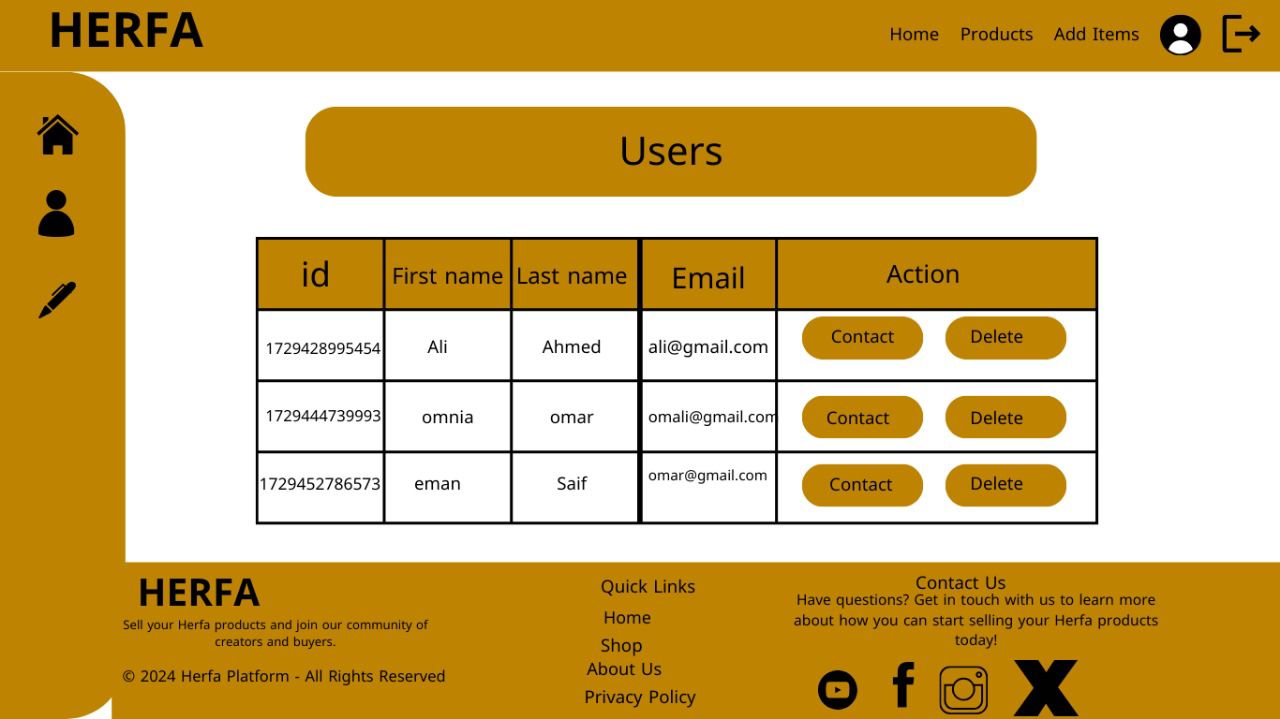 HERFA
Home Products Add Items
Users
id First name Last name Email Action
1729428995454 Ali Ahmed ali@gmail.com Contact Delete
1729444739993 omnia omar omali@gmail.com Contact Delete
1729452786573 eman Saif omar@gmail.com Contact Delete
HERFA
Sell your Herfa products and join our community of
creators and buyers.
© 2024 Herfa Platform - All Rights Reserved
Quick Links
Home
Shop
About Us
Privacy Policy
Contact Us
Have questions? Get in touch with us to learn more
about how you can start selling your Herfa products
today!